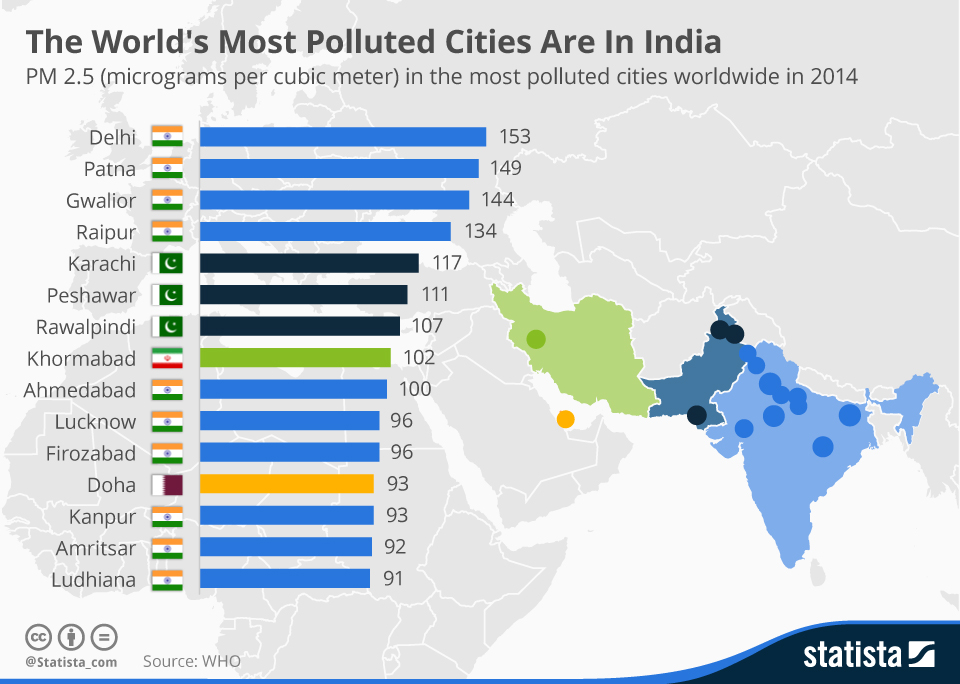 The World's Most Polluted Cities Are In India
PM 2.5 (micrograms per cubic meter) in the most polluted cities worldwide in 2014
Delhi 153
Patna 149
Gwalior 144
Raipur 134
Karachi 117
Peshawar 111
Rawalpindi 107
Khormabad 102
Ahmedabad 100
Lucknow 96
Firozabad 96
Doha 93
Kanpur 93
Amritsar 92
Ludhiana 91
cc
@Statista_com Source: WHO
statista